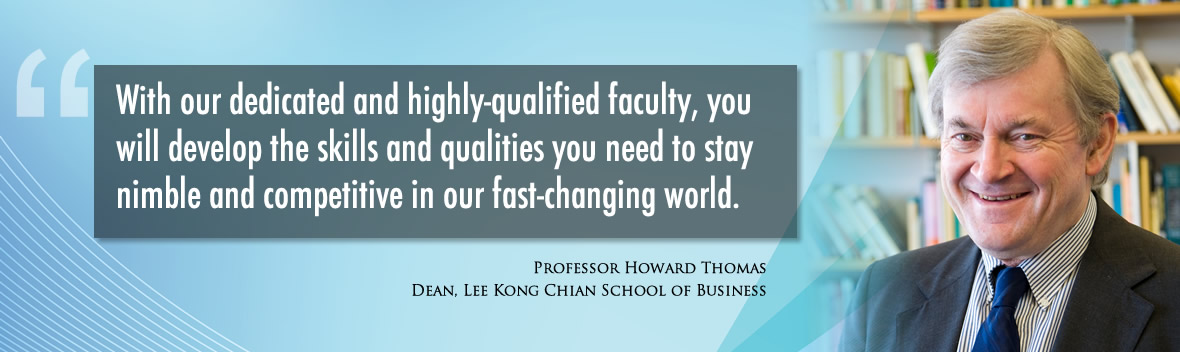 “
With our dedicated and highly-qualified faculty, you
will develop the skills and qualities you need to stay
nimble and competitive in our fast-changing world.
Professor Howard Thomas
Dean, Lee Kong Chian School of Business